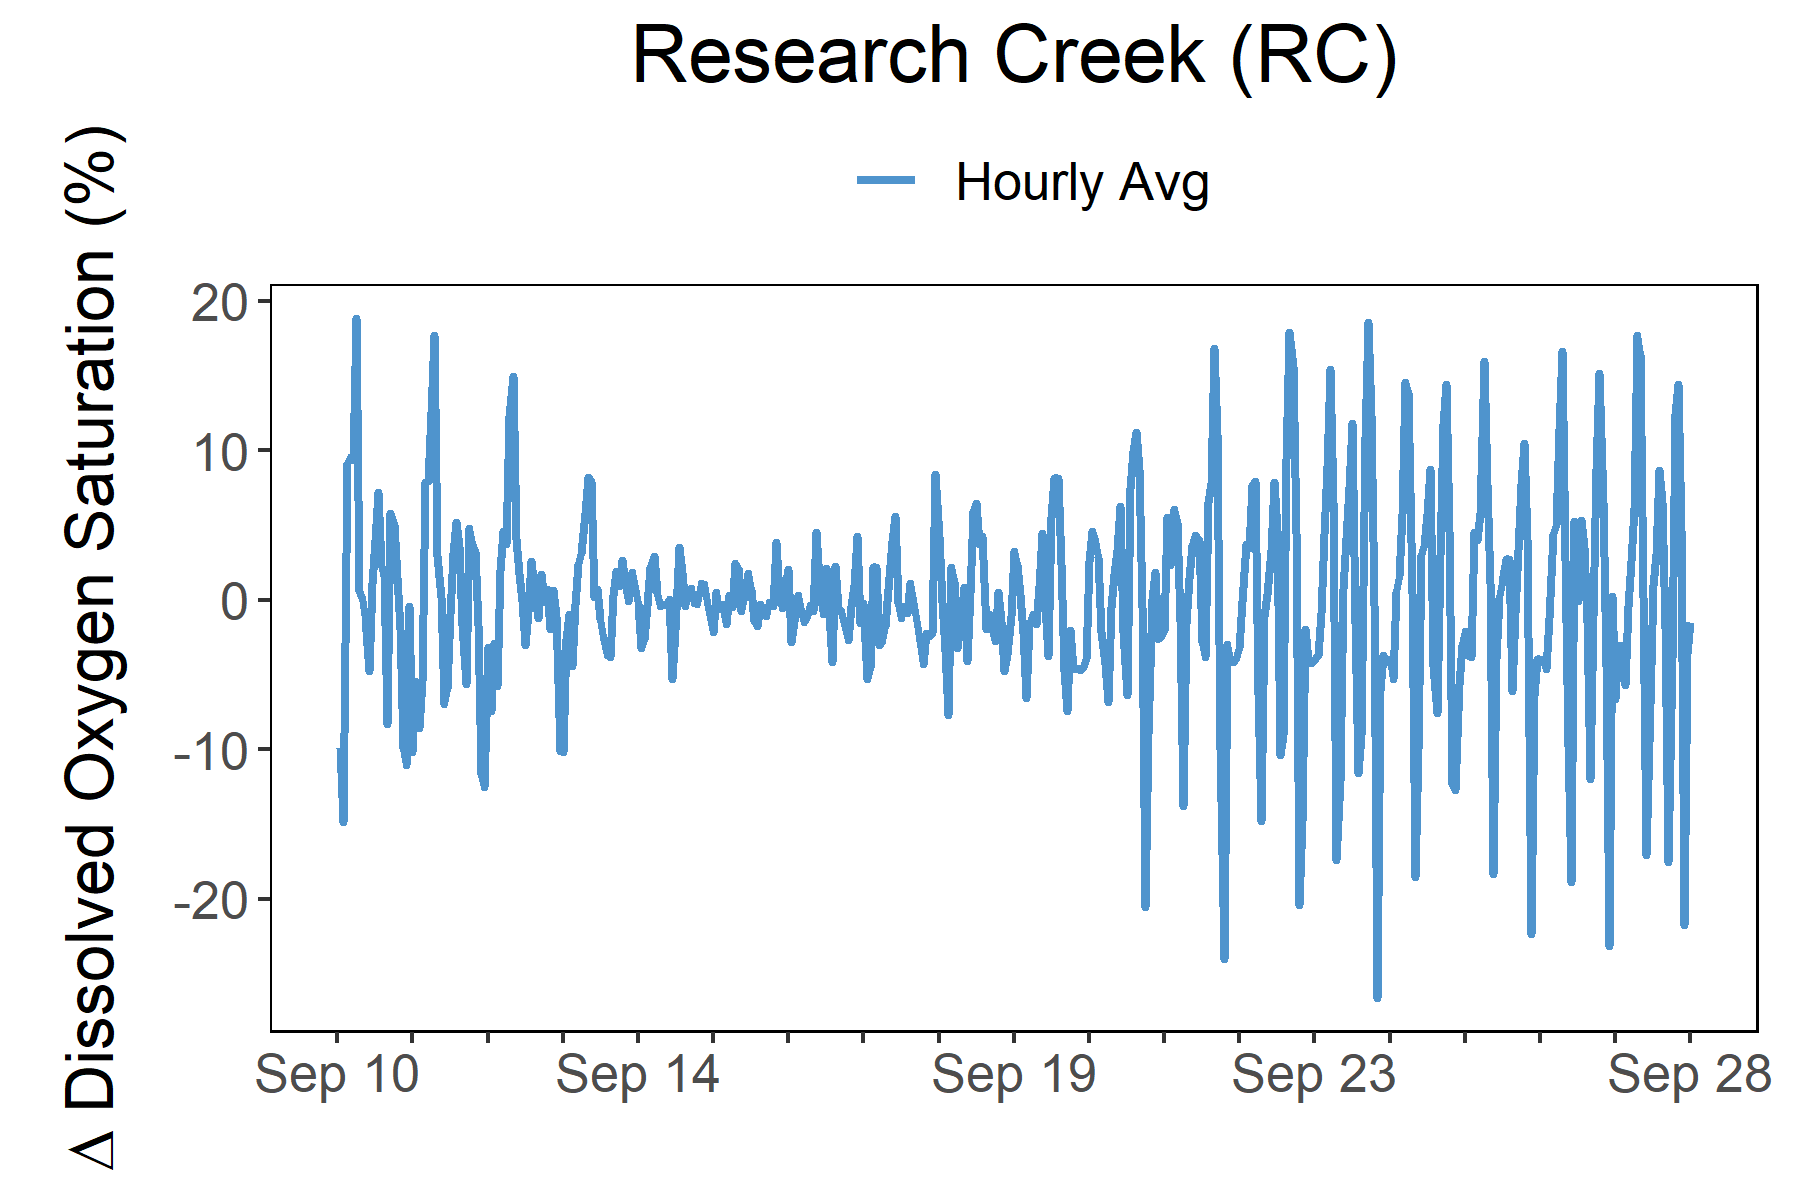 Research Creek (RC)
Hourly Avg
Δ Dissolved Oxygen Saturation (%)
20
10
0
-10
-20
Sep 10 Sep 14 Sep 19 Sep 23 Sep 28